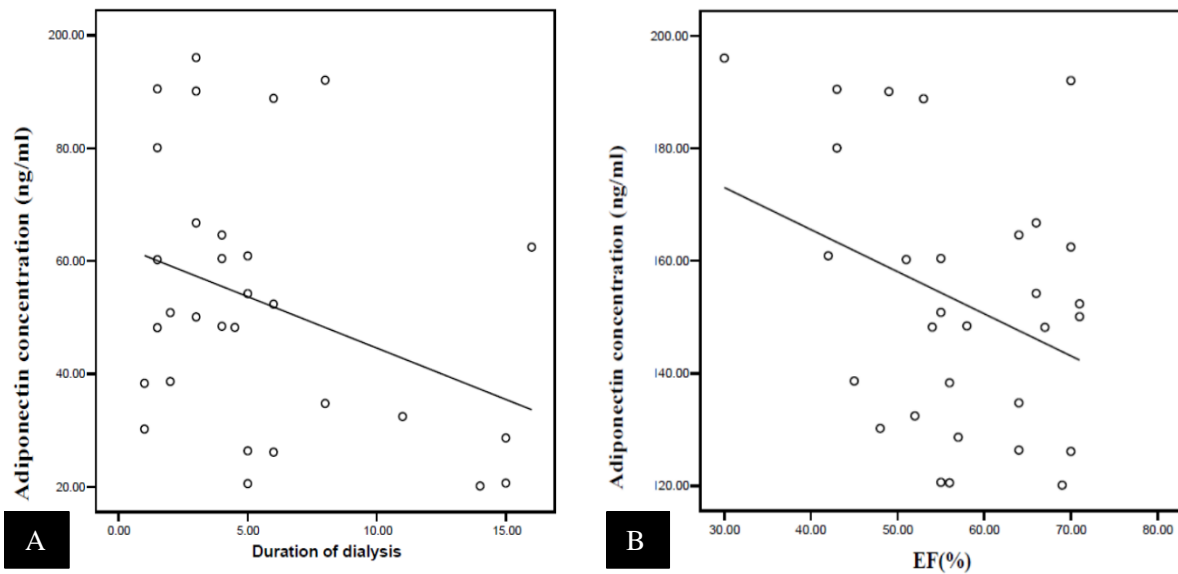 Adiponectin concentration (ng/ml)
200.00
80.00
60.00
40.00
20.00
0.00 5.00 10.00 15.00
Duration of dialysis
A
Adiponectin concentration (ng/ml)
200.00
180.00
160.00
140.00
120.00
30.00 40.00 50.00 60.00 70.00 80.00
EF(%)
B